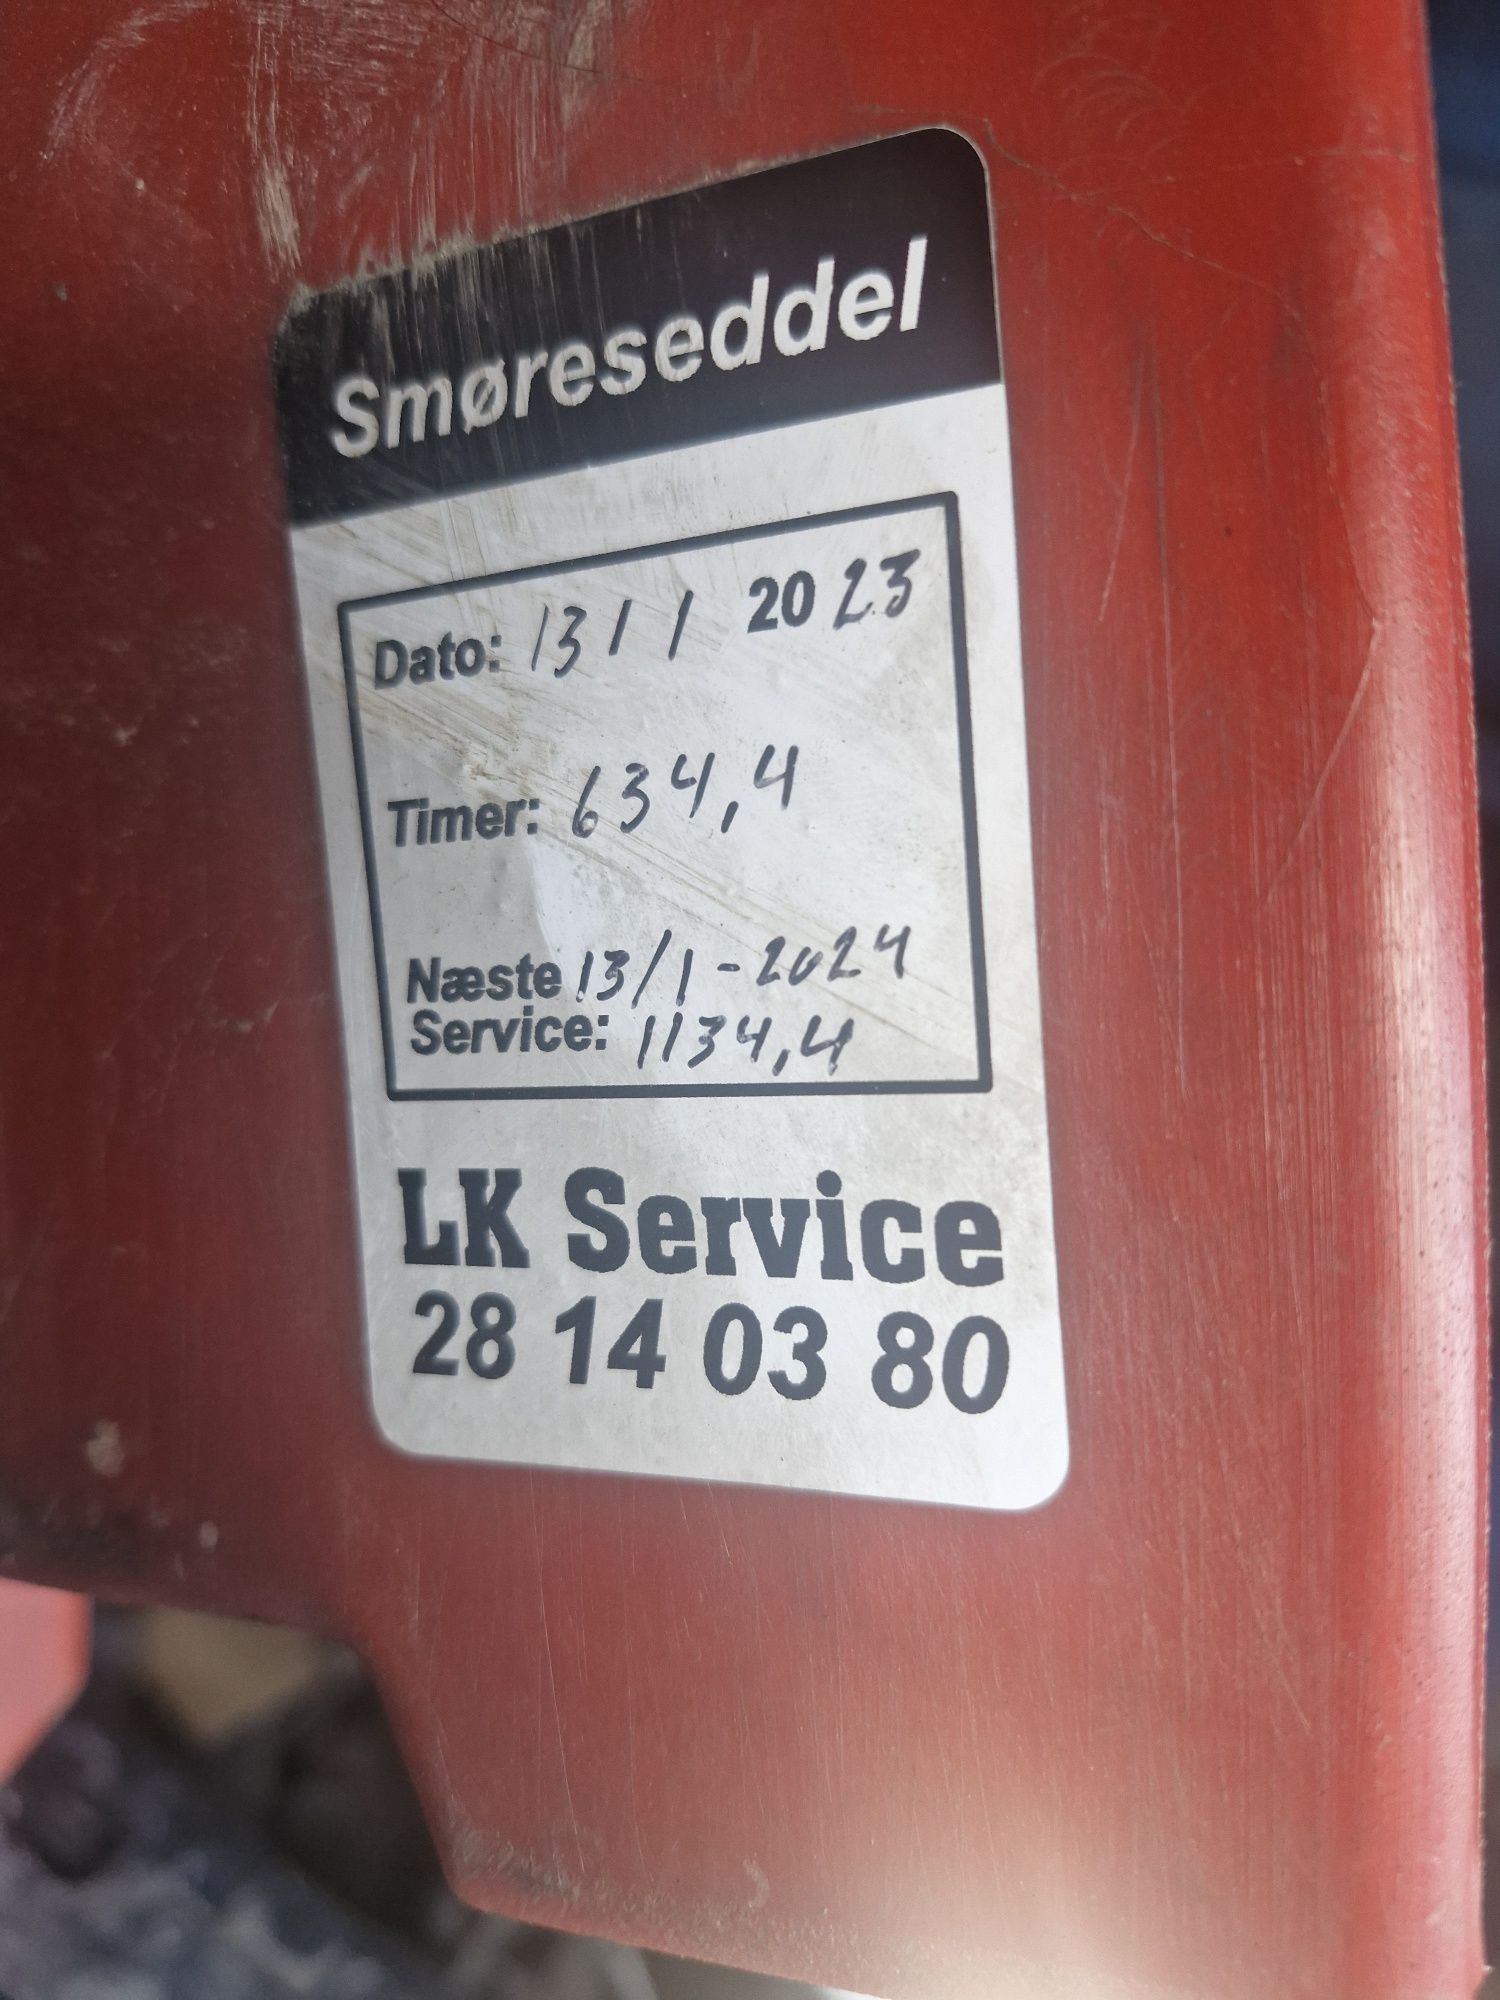 Smøreseddel
Dato: 13/1 2023
Timer: 634,4
Næste 13/1-2024
Service: 1134,4
LK Service
28 14 03 80